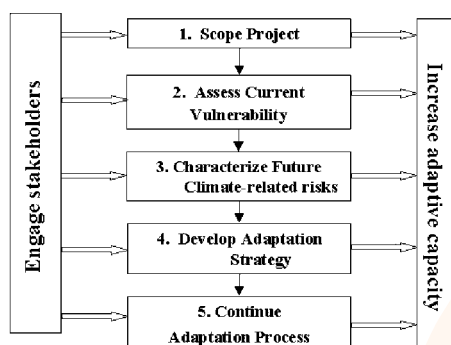 Engage stakeholders
1. Scope Project
2. Assess Current
Vulnerability
3. Characterize Future
Climate-related risks
4. Develop Adaptation
Strategy
5. Continue
Adaptation Process
Increase adaptive capacity